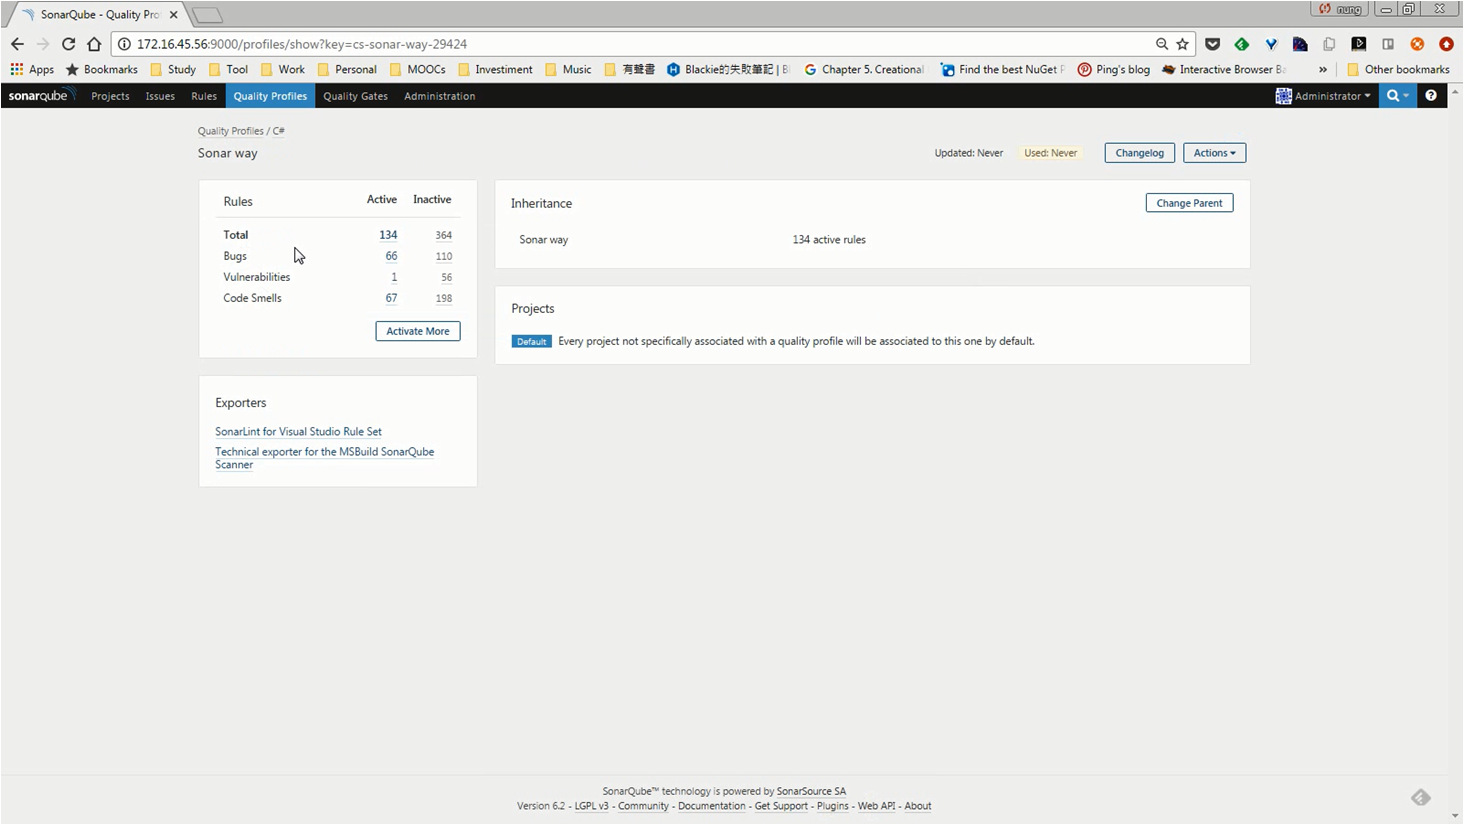 SonarQube - Quality Pro
nung
172.16.45.56:9000/profiles/show?key=cs-sonar-way-29424
Apps Bookmarks Study Tool Work Personal MOOCs Investiment Music 有聲書 Blackie的失敗筆記 | Bl Chapter 5. Creational Find the best NuGet P Ping's blog Interactive Browser Ba » Other bookmarks
sonarqube Projects Issues Rules Quality Profiles Quality Gates Administration Administrator
Quality Profiles / C#
Sonar way Updated: Never Used: Never Changelog Actions
Rules Active Inactive
Total 134 364
Bugs 66 110
Vulnerabilities 1 56
Code Smells 67 198
Activate More
Inheritance Change Parent
Sonar way 134 active rules
Projects
Default Every project not specifically associated with a quality profile will be associated to this one by default.
Exporters
SonarLint for Visual Studio Rule Set
Technical exporter for the MSBuild SonarQube
Scanner
SonarQube™ technology is powered by SonarSource SA
Version 6.2 - LGPL v3 - Community - Documentation - Get Support - Plugins - Web API - About